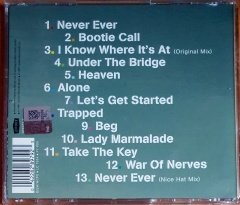 1 Never Ever
2. Bootie Call
3. I Know Where It's At (Original Mix)
4. Under The Bridge
5. Heaven
6 Alone
7. Let's Get Started
Trapped
9. Beg
10. Lady Marmalade
11. Take The Key
12. War Of Nerves
13. Never Ever (Nice Hat Mix)